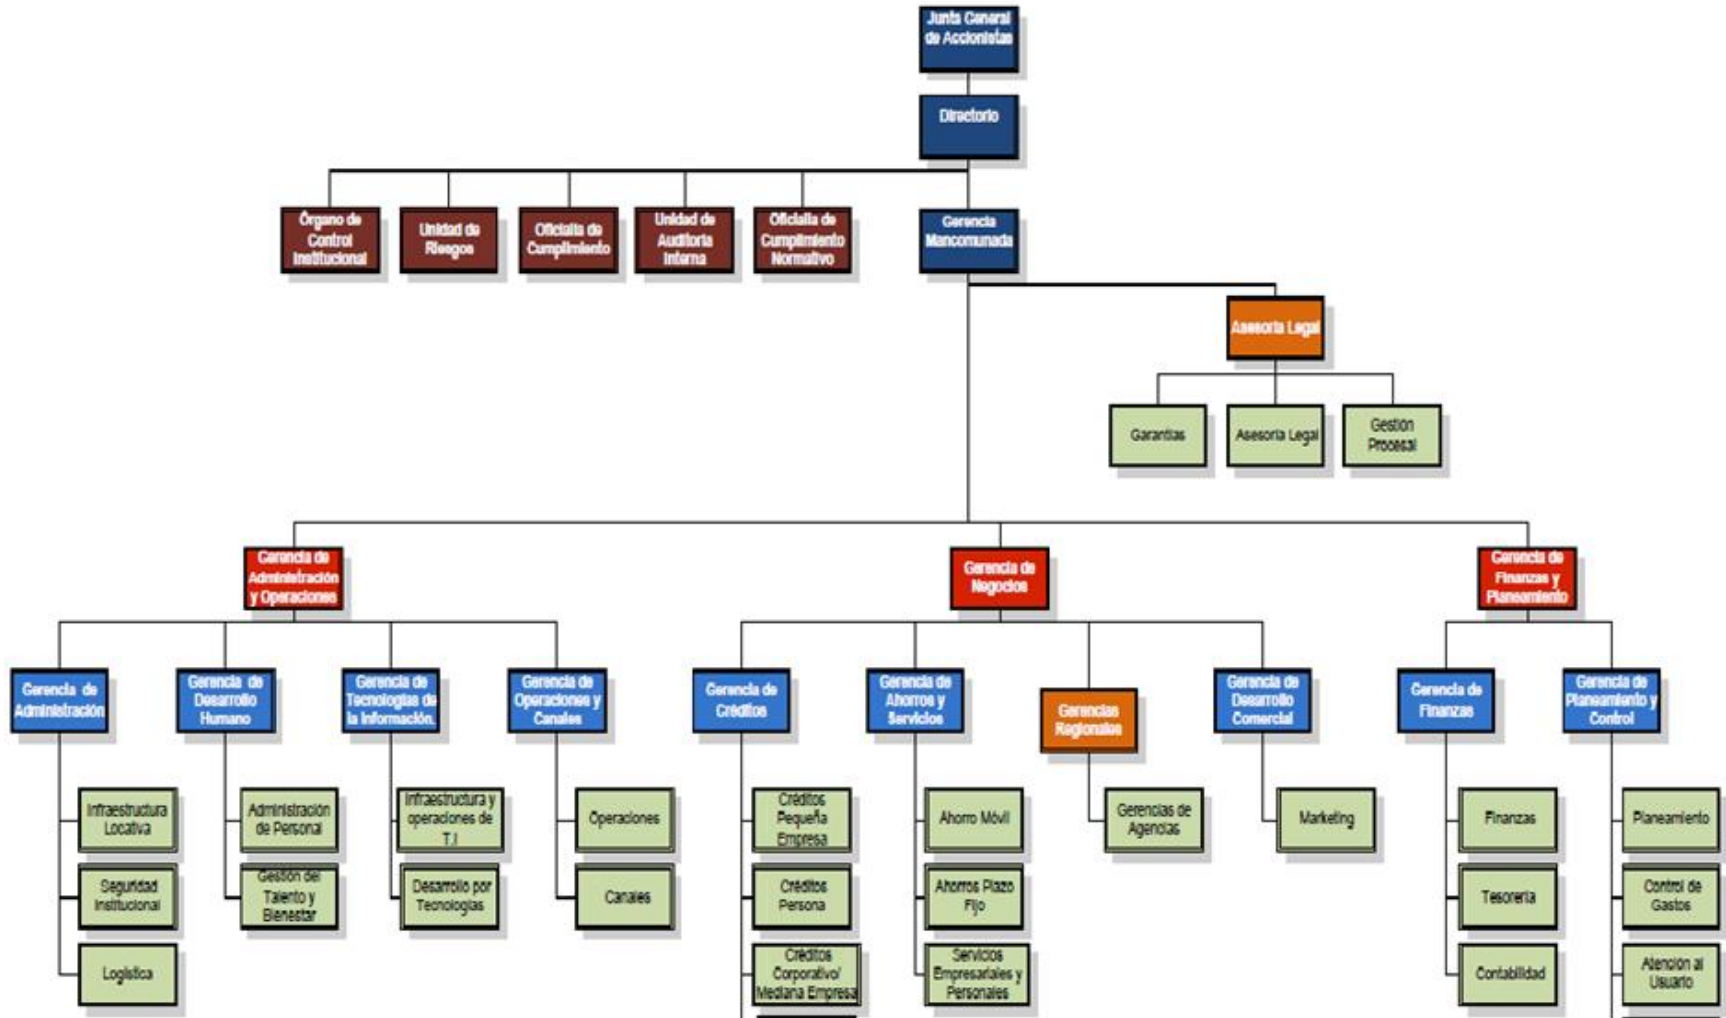 Junta General
de Accionistas
Directorio
Órgano de
Control
Institucional
Unidad de
Riesgos
Oficialía de
Cumplimiento
Unidad de
Auditoría
Interna
Oficialía de
Cumplimiento
Normativo
Gerencia
Mancomunada
Asesoría Legal
Garantías
Asesoría Legal
Gestión
Procesal
Gerencia de
Administración
y Operaciones
Gerencia de
Negocios
Gerencia de
Finanzas y
Planeamiento
Gerencia de
Administración
Gerencia de
Desarrollo
Humano
Gerencia de
Tecnologías de
la Información.
Gerencia de
Operaciones y
Canales
Gerencia de
Créditos
Gerencia de
Ahorros y
Servicios
Gerencias
Regionales
Gerencia de
Desarrollo
Comercial
Gerencia de
Finanzas
Gerencia de
Planeamiento y
Control
Infraestructura
Locativa
Administración
de Personal
Infraestructura y
operaciones de
T.I
Operaciones
Créditos
Pequeña
Empresa
Ahorro Móvil
Gerencias de
Agencias
Marketing
Finanzas
Planeamiento
Seguridad
Institucional
Gestión del
Talento y
Bienestar
Desarrollo por
Tecnologías
Canales
Créditos
Persona
Ahorros Plazo
Fijo
Tesorería
Control de
Gastos
Logística
Créditos
Corporativo/
Mediana Empresa
Servicios
Empresariales y
Personales
Contabilidad
Atención al
Usuario